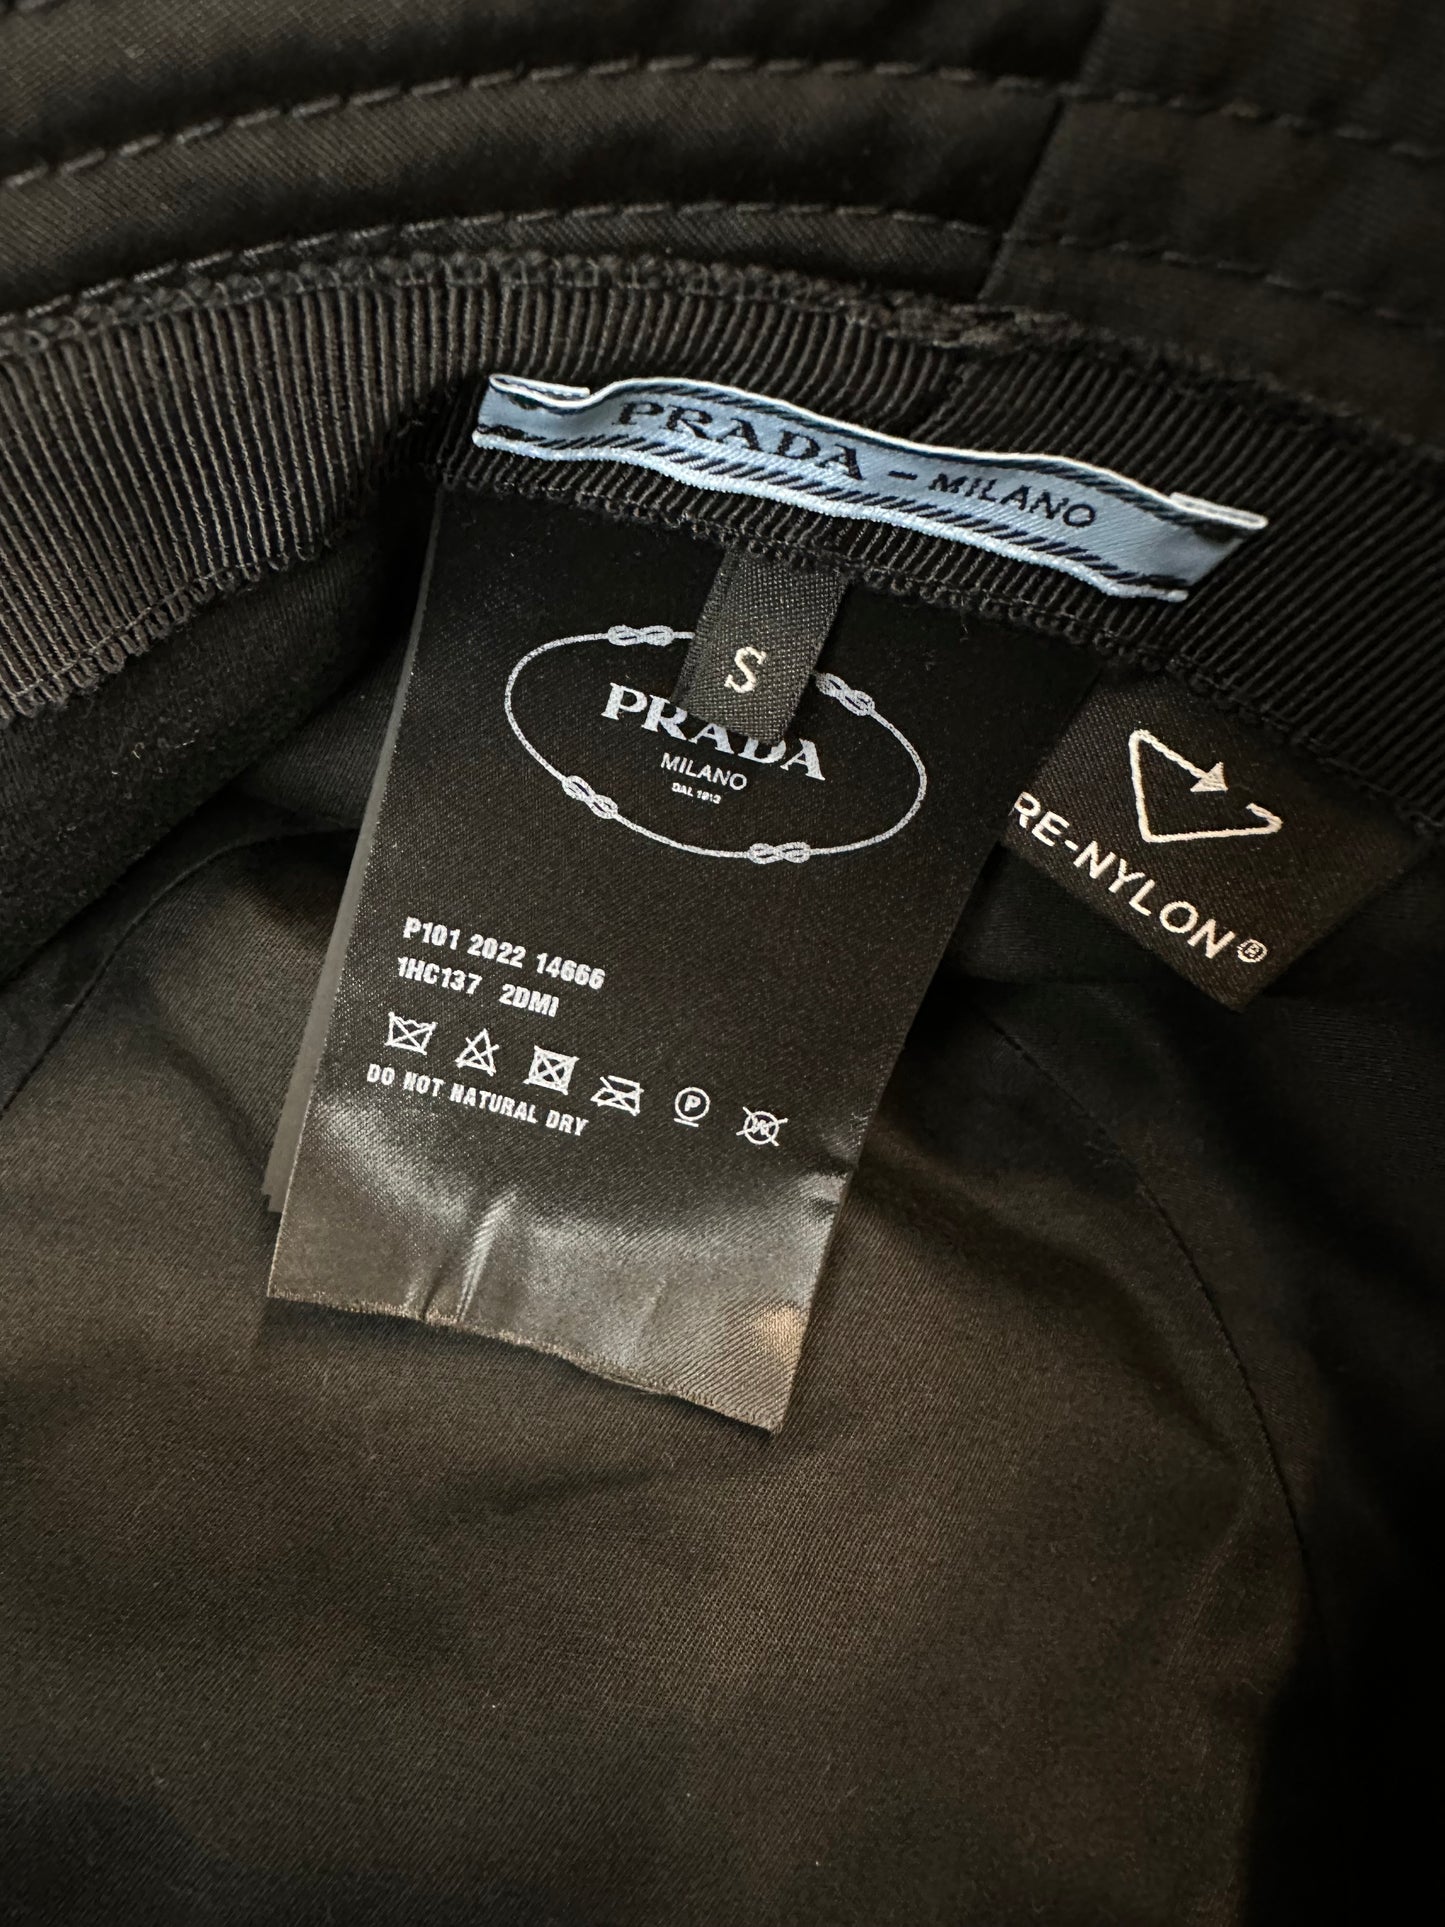 PRADA – MILANO
S
PRADA
MILANO
DAL 1913
RE-NYLON®
P101 2022 14666
1HC137 2DMI
P
W
DO NOT NATURAL DRY